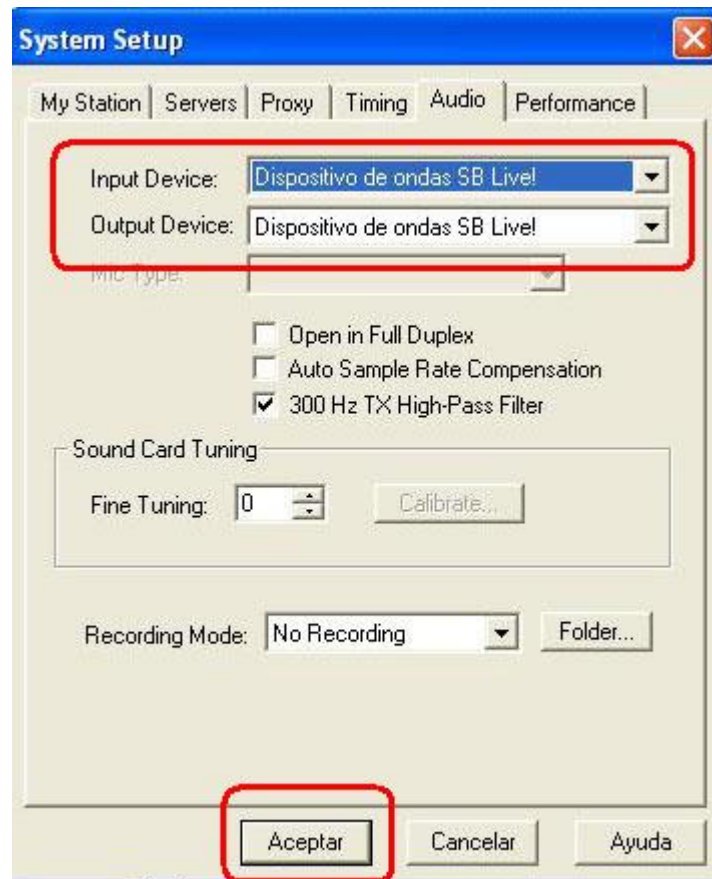 System Setup
My Station Servers Proxy Timing Audio Performance
Input Device: Dispositivo de ondas SB Live!
Output Device: Dispositivo de ondas SB Live!
Mic Type:
Open in Full Duplex
Auto Sample Rate Compensation
300 Hz TX High-Pass Filter
Sound Card Tuning
Fine Tuning: 0 Calibrate...
Recording Mode: No Recording Folder...
Aceptar Cancelar Ayuda